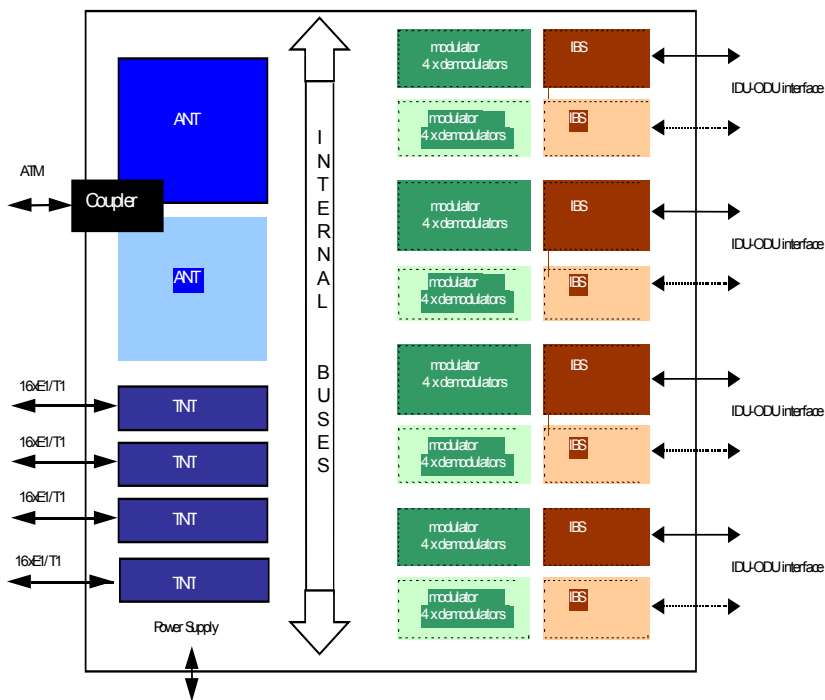 ANT
ATM
Coupler
ANT
16xE1/T1
TNT
16xE1/T1
TNT
16xE1/T1
TNT
16xE1/T1
TNT
Power Supply
INTERNAL BUSES
modulator
4 x demodulators
IBS
IDU-ODU interface
modulator
4 x demodulators
IBS
modulator
4 x demodulators
IBS
IDU-ODU interface
modulator
4 x demodulators
IBS
modulator
4 x demodulators
IBS
IDU-ODU interface
modulator
4 x demodulators
IBS
modulator
4 x demodulators
IBS
IDU-ODU interface
modulator
4 x demodulators
IBS